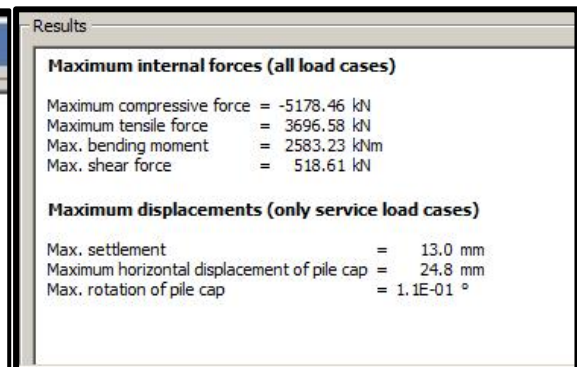 Results
Maximum internal forces (all load cases)
Maximum compressive force = -5178.46 kN
Maximum tensile force = 3696.58 kN
Max. bending moment = 2583.23 kNm
Max. shear force = 518.61 kN
Maximum displacements (only service load cases)
Max. settlement = 13.0 mm
Maximum horizontal displacement of pile cap = 24.8 mm
Max. rotation of pile cap = 1.1E-01 °